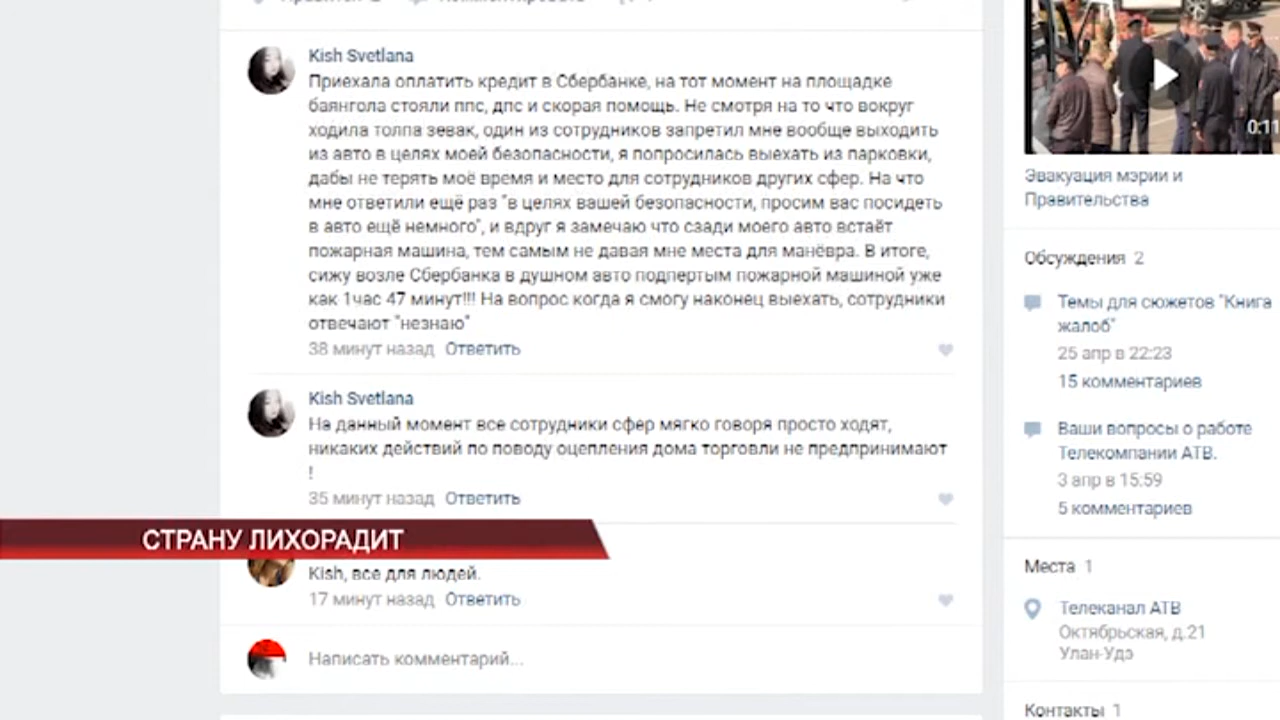 Kish Svetlana
Приехала оплатить кредит в Сбербанке, на тот момент на площадке
баянгола стояли ппс, дпс и скорая помощь. Не смотря на то что вокруг
ходила толпа зевак, один из сотрудников запретил мне вообще выходить
из авто в целях моей безопасности, я попросилась выехать из парковки,
дабы не терять моё время и место для сотрудников других сфер. На что
мне ответили ещё раз "в целях вашей безопасности, просим вас посидеть
в авто ещё немного", и вдруг я замечаю что сзади моего авто встаёт
пожарная машина, тем самым не давая мне места для манёвра. В итоге,
сижу возле Сбербанка в душном авто подпертым пожарной машиной уже
как 1час 47 минут!!! На вопрос когда я смогу наконец выехать, сотрудники
отвечают "незнаю"
38 минут назад Ответить
Kish Svetlana
На данный момент все сотрудники сфер мягко говоря просто ходят,
никаких действий по поводу оцепления дома торговли не предпринимают
!
35 минут назад Ответить
СТРАНУ ЛИХОРАДИТ
Kish, все для людей.
17 минут назад Ответить
Написать комментарий...
0:11
Эвакуация мэрии и
Правительства
Обсуждения 2
Темы для сюжетов "Книга
жалоб"
25 апр в 22:23
15 комментариев
Ваши вопросы о работе
Телекомпании АТВ.
3 апр в 15:59
5 комментариев
Места 1
Телеканал АТВ
Октябрьская, д.21
Улан-Удэ
Контакты 1